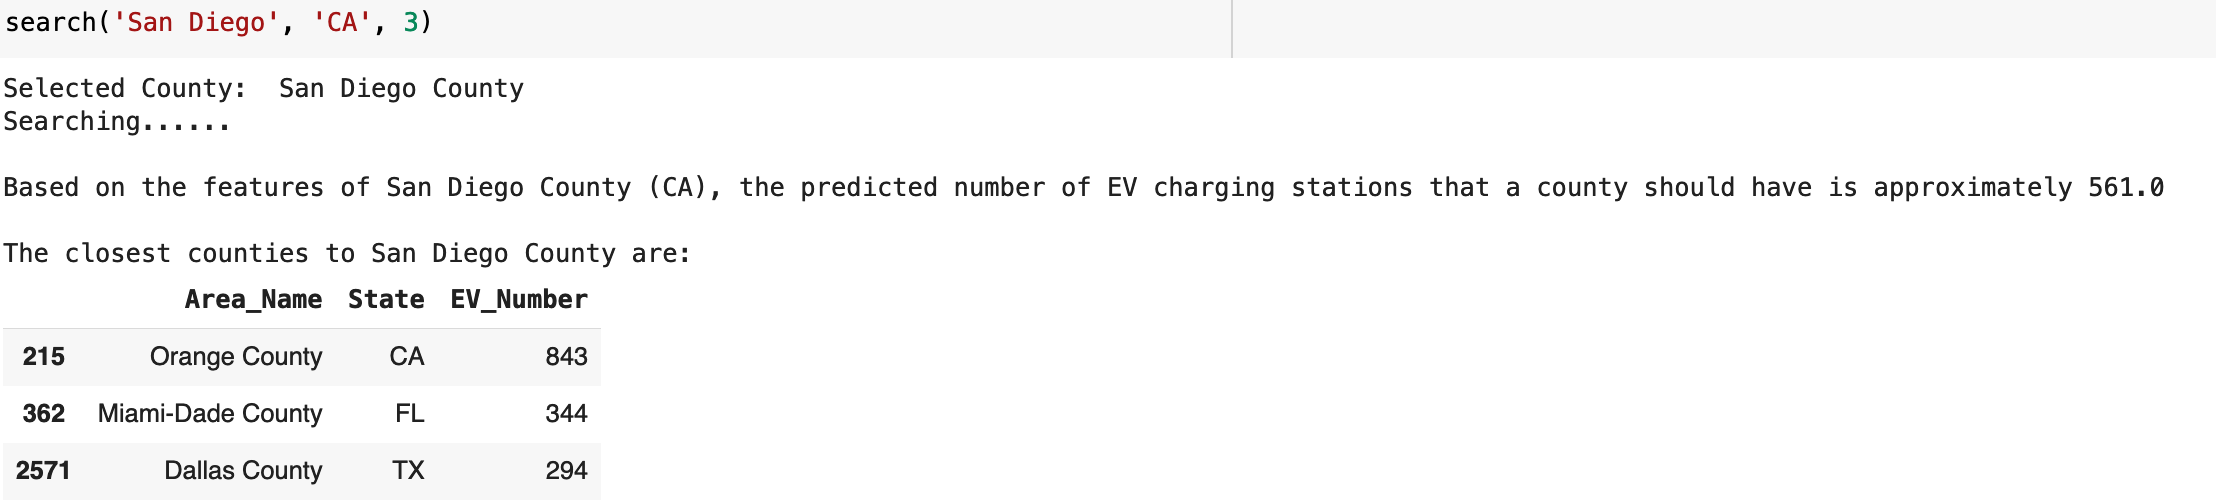 search('San Diego', 'CA', 3)
Selected County:  San Diego County
Searching......
Based on the features of San Diego County (CA), the predicted number of EV charging stations that a county should have is approximately 561.0
The closest counties to San Diego County are:
Area_Name State EV_Number
215 Orange County CA 843
362 Miami-Dade County FL 344
2571 Dallas County TX 294